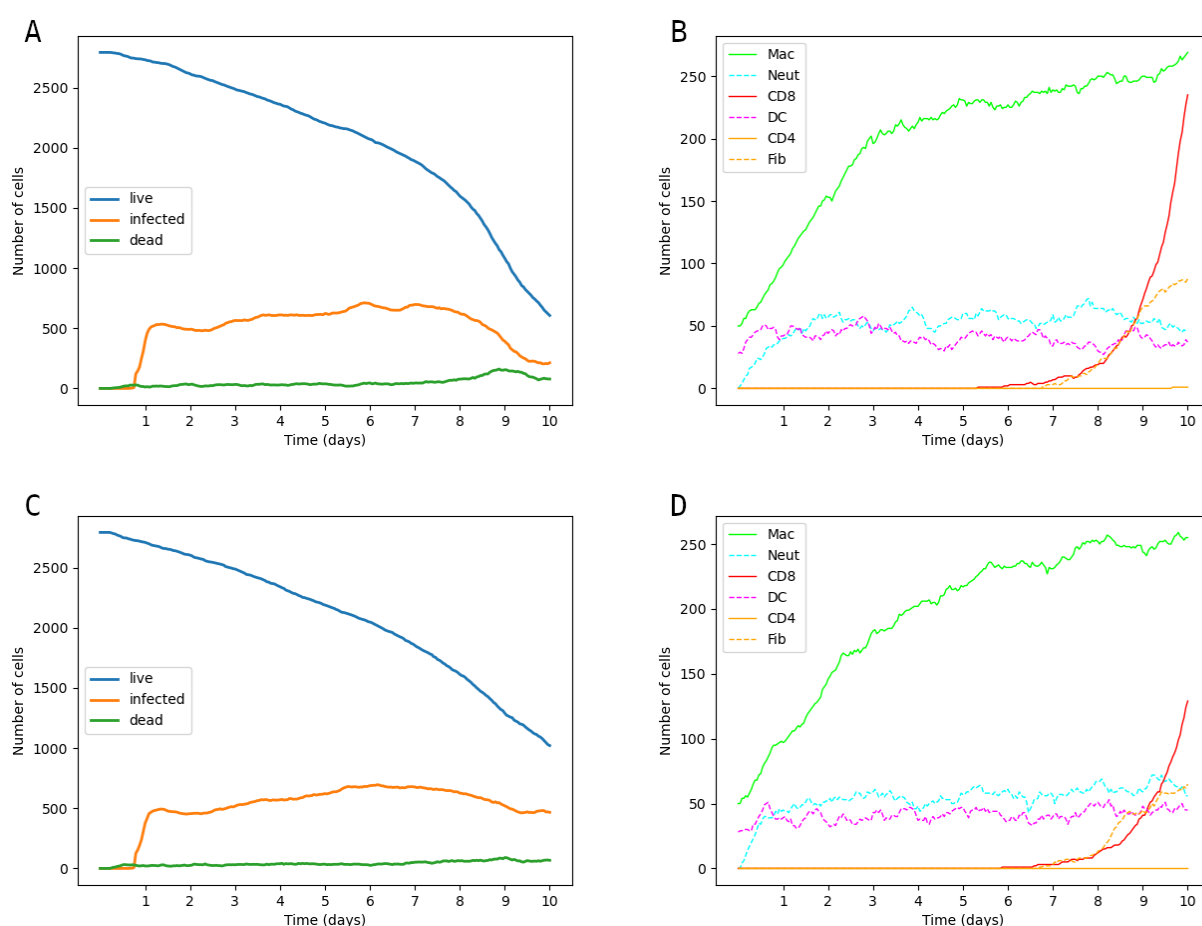 A
Number of cells
2500
2000
1500
1000
500
0
live
infected
dead
1 2 3 4 5 6 7 8 9 10
Time (days)
B
Number of cells
250
200
150
100
50
0
Mac
Neut
CD8
DC
CD4
Fib
1 2 3 4 5 6 7 8 9 10
Time (days)
C
Number of cells
2500
2000
1500
1000
500
0
live
infected
dead
1 2 3 4 5 6 7 8 9 10
Time (days)
D
Number of cells
250
200
150
100
50
0
Mac
Neut
CD8
DC
CD4
Fib
1 2 3 4 5 6 7 8 9 10
Time (days)